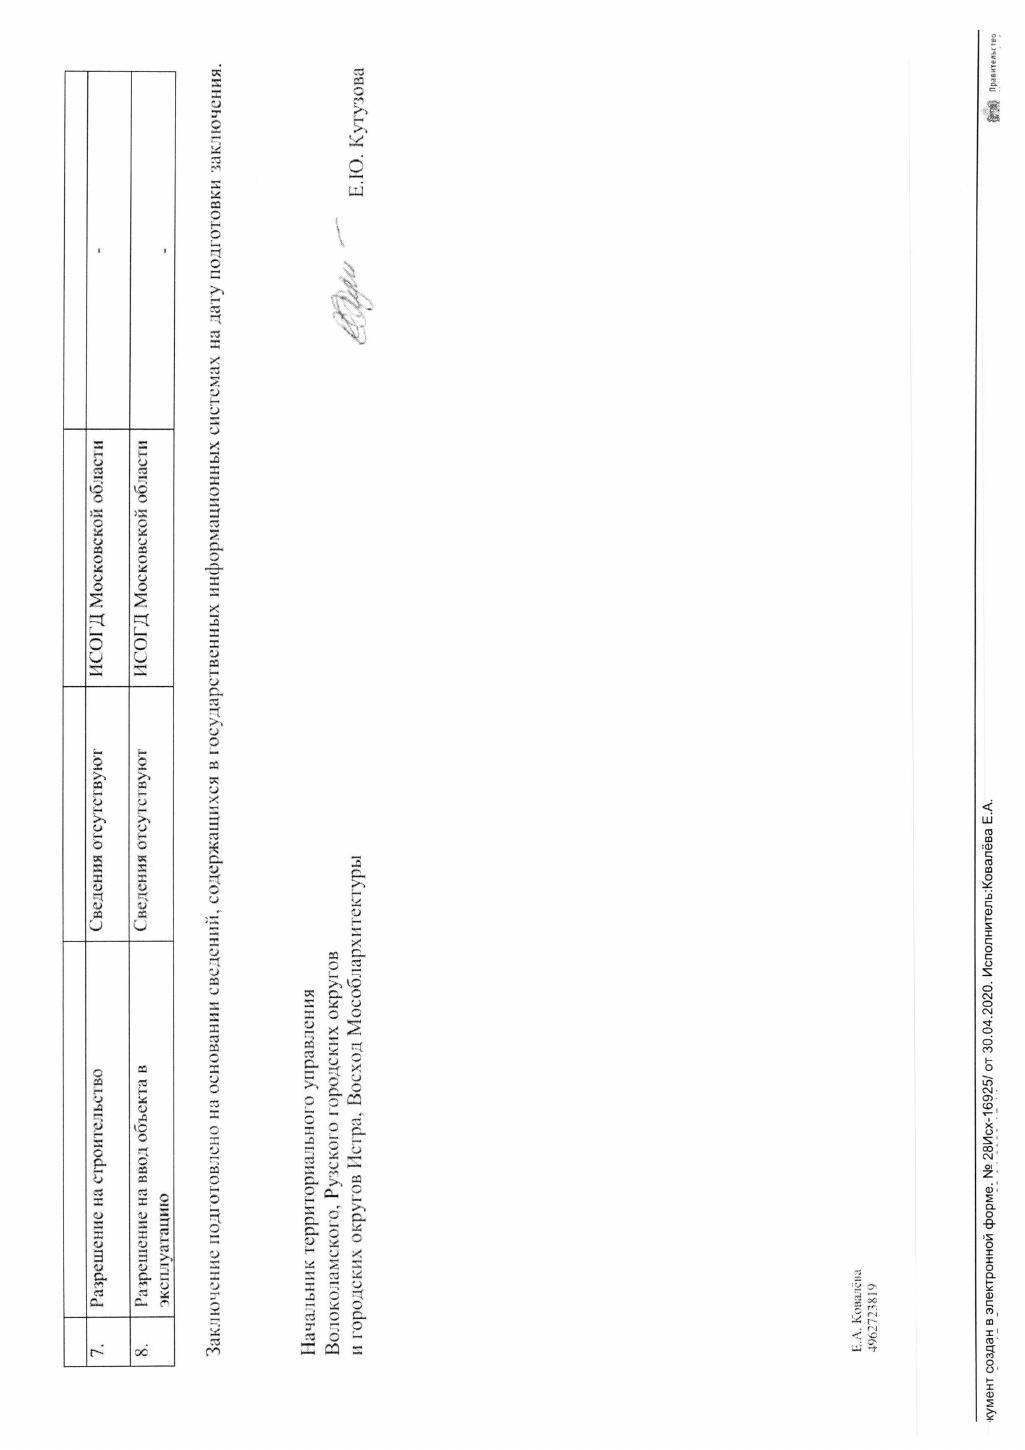 7. Разрешение на строительство Сведения отсутствуют ИСОГД Московской области -
8. Разрешение на ввод объекта в Сведения отсутствуют ИСОГД Московской области -
эксплуатацию
Заключение подготовлено на основании сведений, содержащихся в государственных информационных системах на дату подготовки заключения.
Начальник территориального управления
Волоколамского, Рузского городских округов
и городских округов Истра, Восход Мособлархитектуры Е.Ю. Кутузова
Е.А. Ковалёва
4962723819
кумент создан в электронной форме. № 28Исх-16925/ от 30.04.2020. Исполнитель:Ковалёва Е.А.
Правительство